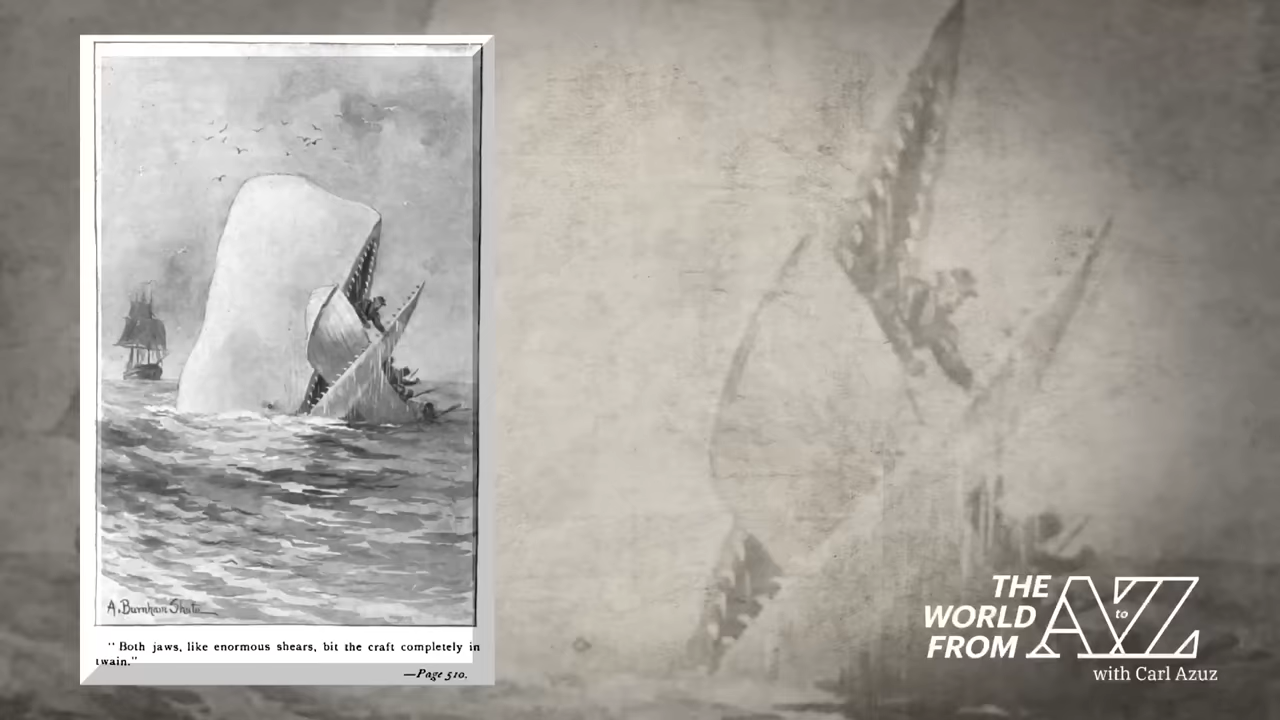 A. Burnham Shute
“Both jaws, like enormous shears, bit the craft completely in
twain.”
—Page 510.
THE
WORLD
FROM
A to Z
with Carl Azuz